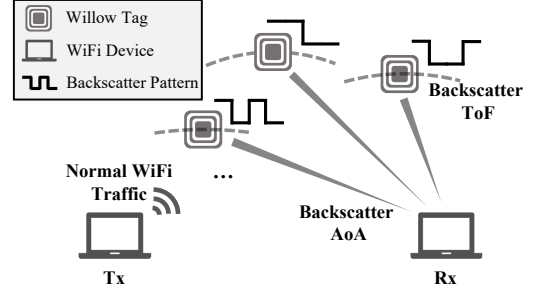 Willow Tag
WiFi Device
Backscatter Pattern
Backscatter
ToF
Normal WiFi
Traffic
...
Backscatter
AoA
Tx
Rx